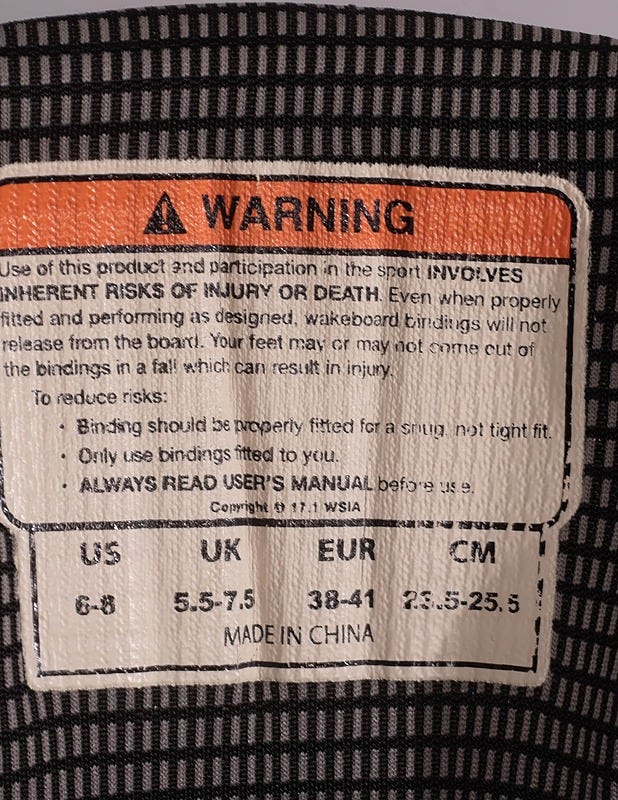 WARNING
Use of this product and participation in the sport INVOLVES
INHERENT RISKS OF INJURY OR DEATH. Even when properly
fitted and performing as designed, wakeboard bindings will not
release from the board. Your feet may or may not come out of
the bindings in a fall which can result in injury.
To reduce risks:
• Binding should be properly fitted for a snug, not tight fit.
• Only use bindings fitted to you.
• ALWAYS READ USER'S MANUAL before use.
Copyright © 17.1 WSIA
US UK EUR CM
6-8 5.5-7.5 38-41 23.5-25.5
MADE IN CHINA